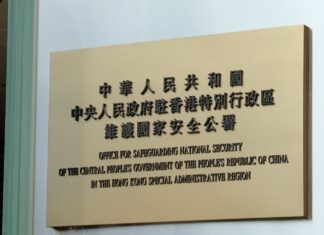 中華人民共和國
中央人民政府駐香港特別行政區
維護國家安全公署
OFFICE FOR SAFEGUARDING NATIONAL SECURITY
OF THE CENTRAL PEOPLE'S GOVERNMENT OF THE PEOPLE'S REPUBLIC OF CHINA
IN THE HONG KONG SPECIAL ADMINISTRATIVE REGION